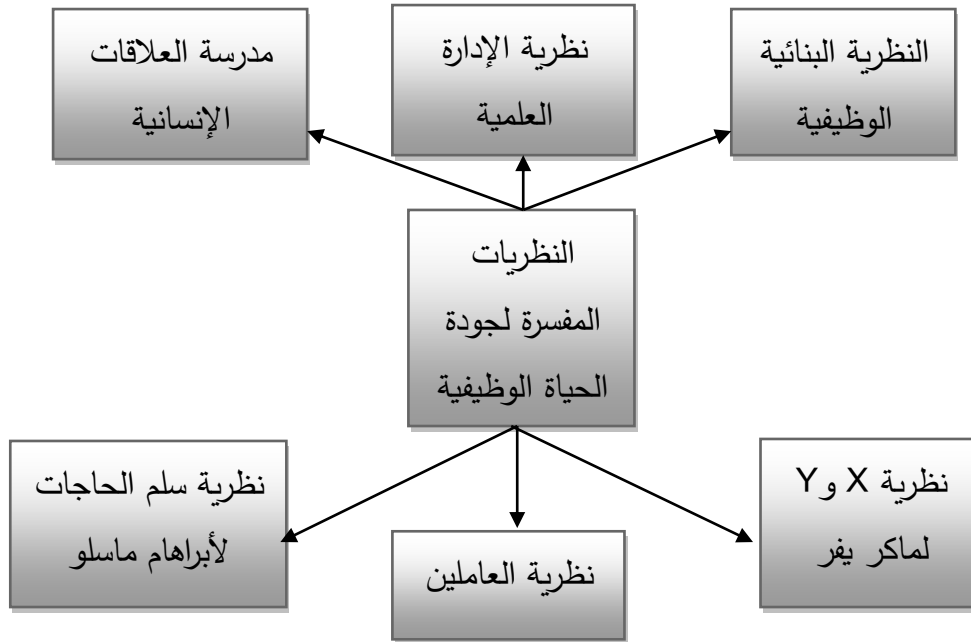 النظرية البنائية
الوظيفية
نظرية الإدارة
العلمية
مدرسة العلاقات
الإنسانية
النظريات
المفسرة لجودة
الحياة الوظيفية
نظرية X و Y
لماكر يفر
نظرية العاملين
نظرية سلم الحاجات
لأبراهام ماسلو